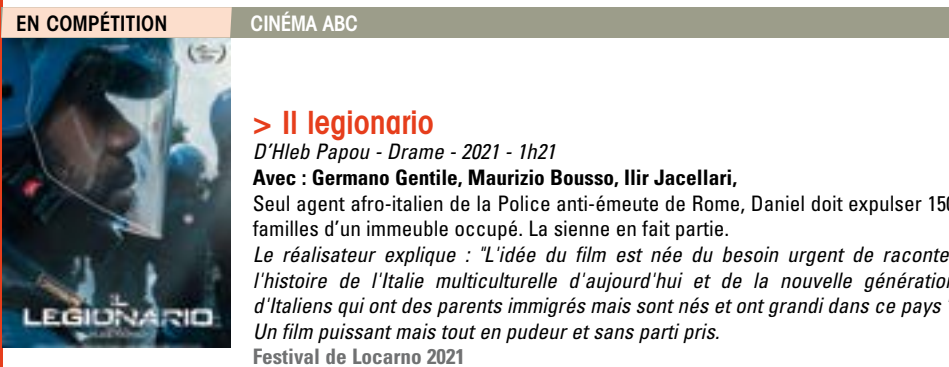 EN COMPÉTITION
CINÉMA ABC
> Il legionario
D'Hleb Papou - Drame - 2021 - 1h21
Avec : Germano Gentile, Maurizio Bousso, Ilir Jacellari,
Seul agent afro-italien de la Police anti-émeute de Rome, Daniel doit expulser 150
familles d'un immeuble occupé. La sienne en fait partie.
Le réalisateur explique : "L'idée du film est née du besoin urgent de raconte
l'histoire de l'Italie multiculturelle d'aujourd'hui et de la nouvelle génération
d'Italiens qui ont des parents immigrés mais sont nés et ont grandi dans ce pays "
Un film puissant mais tout en pudeur et sans parti pris.
Festival de Locarno 2021
IL
LEGIONARIO